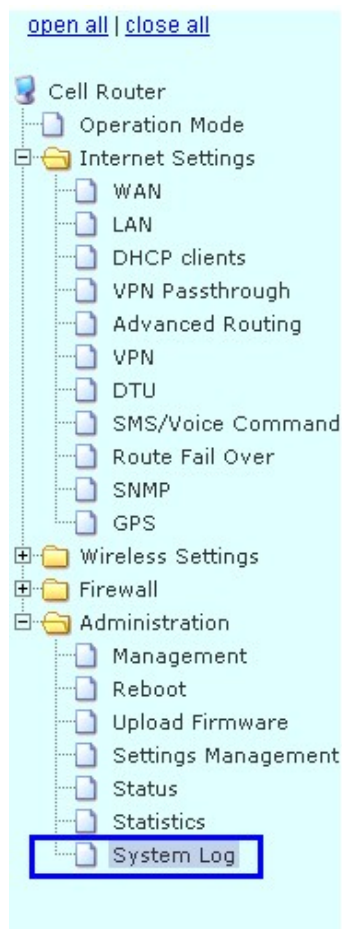 open all | close all
Cell Router
Operation Mode
Internet Settings
WAN
LAN
DHCP clients
VPN Passthrough
Advanced Routing
VPN
DTU
SMS/Voice Command
Route Fail Over
SNMP
GPS
Wireless Settings
Firewall
Administration
Management
Reboot
Upload Firmware
Settings Management
Status
Statistics
System Log